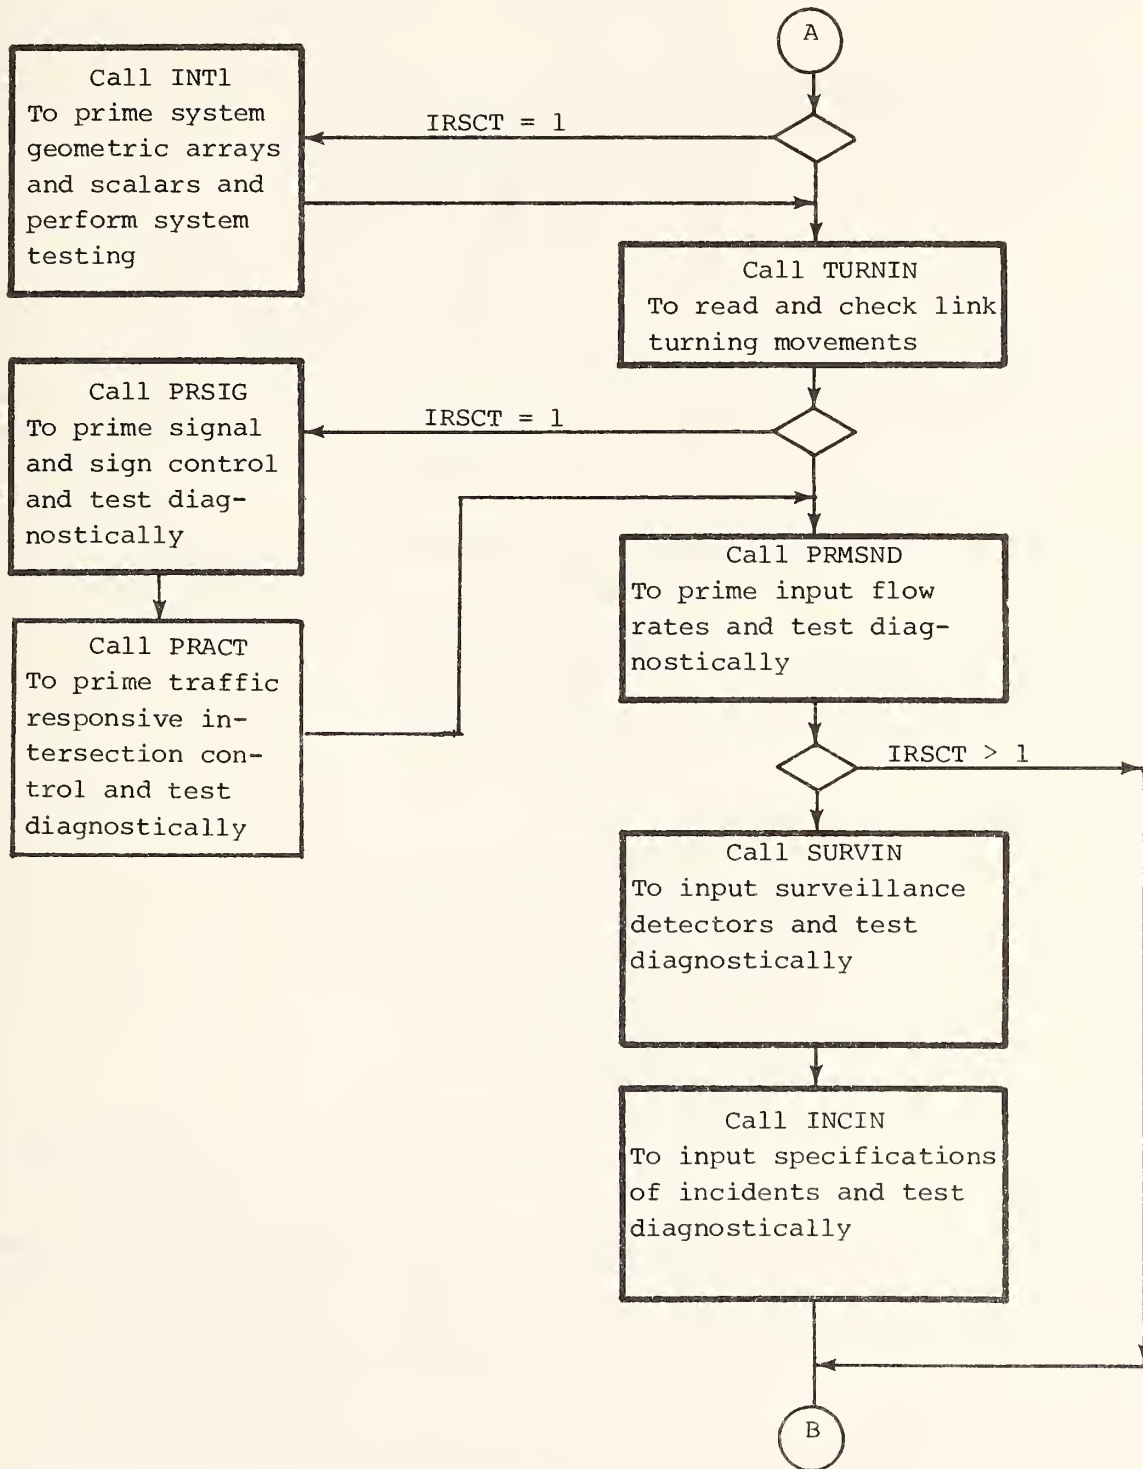 A
Call INT1
To prime system
geometric arrays
and scalars and
perform system
testing
IRSCT = 1
Call TURNIN
To read and check link
turning movements
Call PRSIG
To prime signal
and sign control
and test diag-
nostically
IRSCT = 1
Call PRACT
To prime traffic
responsive in-
tersection con-
trol and test
diagnostically
Call PRMSND
To prime input flow
rates and test diag-
nostically
IRSCT > 1
Call SURVIN
To input surveillance
detectors and test
diagnostically
Call INCIN
To input specifications
of incidents and test
diagnostically
B